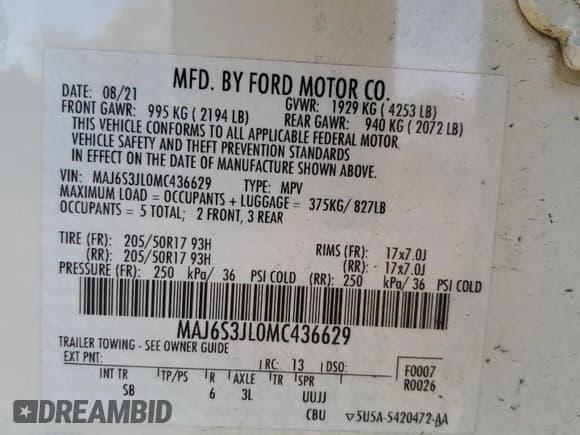 MFD. BY FORD MOTOR CO.
DATE: 08/21 GVWR: 1929 KG ( 4253 LB)
FRONT GAWR: 995 KG ( 2194 LB) REAR GAWR: 940 KG ( 2072 LB)
THIS VEHICLE CONFORMS TO ALL APPLICABLE FEDERAL MOTOR
VEHICLE SAFETY AND THEFT PREVENTION STANDARDS
IN EFFECT ON THE DATE OF MANUFACTURE SHOWN ABOVE.
VIN: MAJ6S3JL0MC436629 TYPE: MPV
MAXIMUM LOAD = OCCUPANTS + LUGGAGE = 375KG/ 827LB
OCCUPANTS = 5 TOTAL; 2 FRONT, 3 REAR
TIRE (FR): 205/50R17 93H RIMS (FR): 17x7.0J
(RR): 205/50R17 93H (RR): 17x7.0J
PRESSURE (FR): 250 kPa/ 36 PSI COLD (RR): 250 kPa/ 36 PSI COLD
MAJ6S3JL0MC436629
TRAILER TOWING - SEE OWNER GUIDE
EXT PNT: RC: 13 DSO: F0007
R0026
INT TR TP/PS R AXLE TR SPR
SB 6 3L UUJJ
CBU ▽5U5A-5420472-AA
DREAMBID